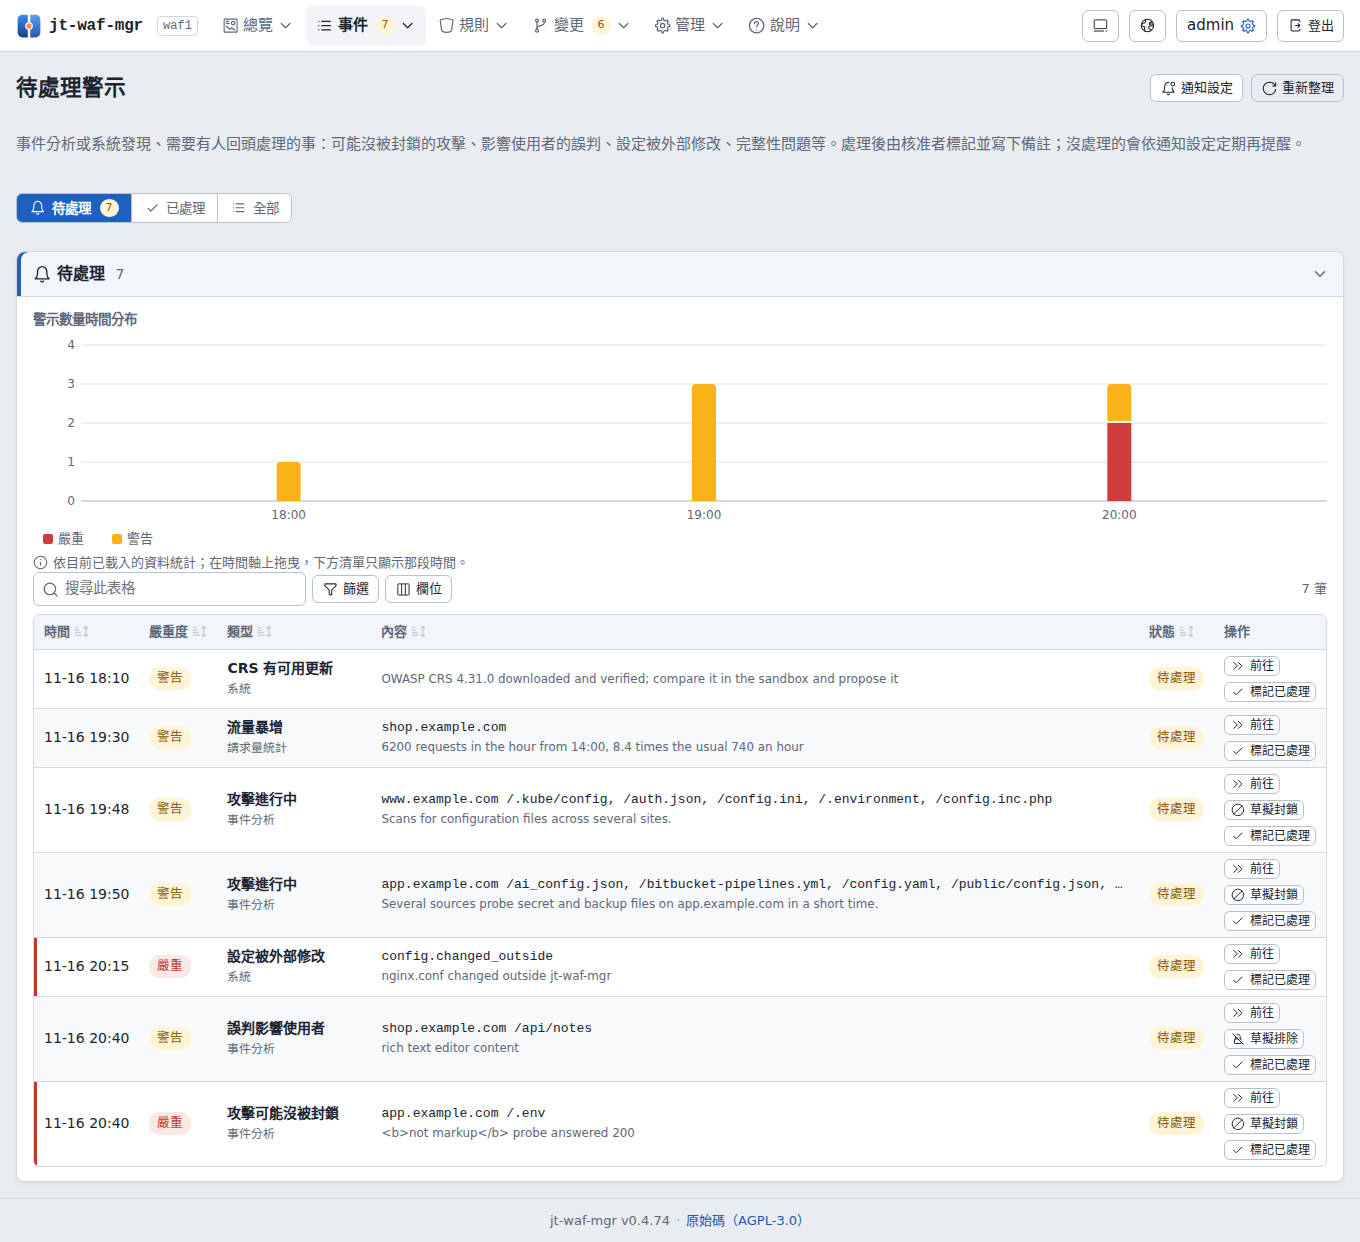 jt-waf-mgr waf1 總覽 事件 7 規則 變更 6 管理 說明 admin 登出
待處理警示
通知設定 重新整理
事件分析或系統發現、需要有人回頭處理的事：可能沒被封鎖的攻擊、影響使用者的誤判、設定被外部修改、完整性問題等。處理後由核准者標記並寫下備註；沒處理的會依通知設定定期再提醒。
待處理 7 已處理 全部
待處理 7
警示數量時間分布
4
3
2
1
0
18:00 19:00 20:00
嚴重 警告
依目前已載入的資料統計；在時間軸上拖曳，下方清單只顯示那段時間。
搜尋此表格 篩選 欄位 7 筆
時間 嚴重度 類型 內容 狀態 操作
11-16 18:10 警告 CRS 有可用更新 系統 OWASP CRS 4.31.0 downloaded and verified; compare it in the sandbox and propose it 待處理 前往 標記已處理
11-16 19:30 警告 流量暴增 請求量統計 shop.example.com 6200 requests in the hour from 14:00, 8.4 times the usual 740 an hour 待處理 前往 標記已處理
11-16 19:48 警告 攻擊進行中 事件分析 www.example.com /.kube/config, /auth.json, /config.ini, /.environment, /config.inc.php Scans for configuration files across several sites. 待處理 前往 草擬封鎖 標記已處理
11-16 19:50 警告 攻擊進行中 事件分析 app.example.com /ai_config.json, /bitbucket-pipelines.yml, /config.yaml, /public/config.json, … Several sources probe secret and backup files on app.example.com in a short time. 待處理 前往 草擬封鎖 標記已處理
11-16 20:15 嚴重 設定被外部修改 系統 config.changed_outside nginx.conf changed outside jt-waf-mgr 待處理 前往 標記已處理
11-16 20:40 警告 誤判影響使用者 事件分析 shop.example.com /api/notes rich text editor content 待處理 前往 草擬排除 標記已處理
11-16 20:40 嚴重 攻擊可能沒被封鎖 事件分析 app.example.com /.env <b>not markup</b> probe answered 200 待處理 前往 草擬封鎖 標記已處理
jt-waf-mgr v0.4.74 · 原始碼（AGPL-3.0）